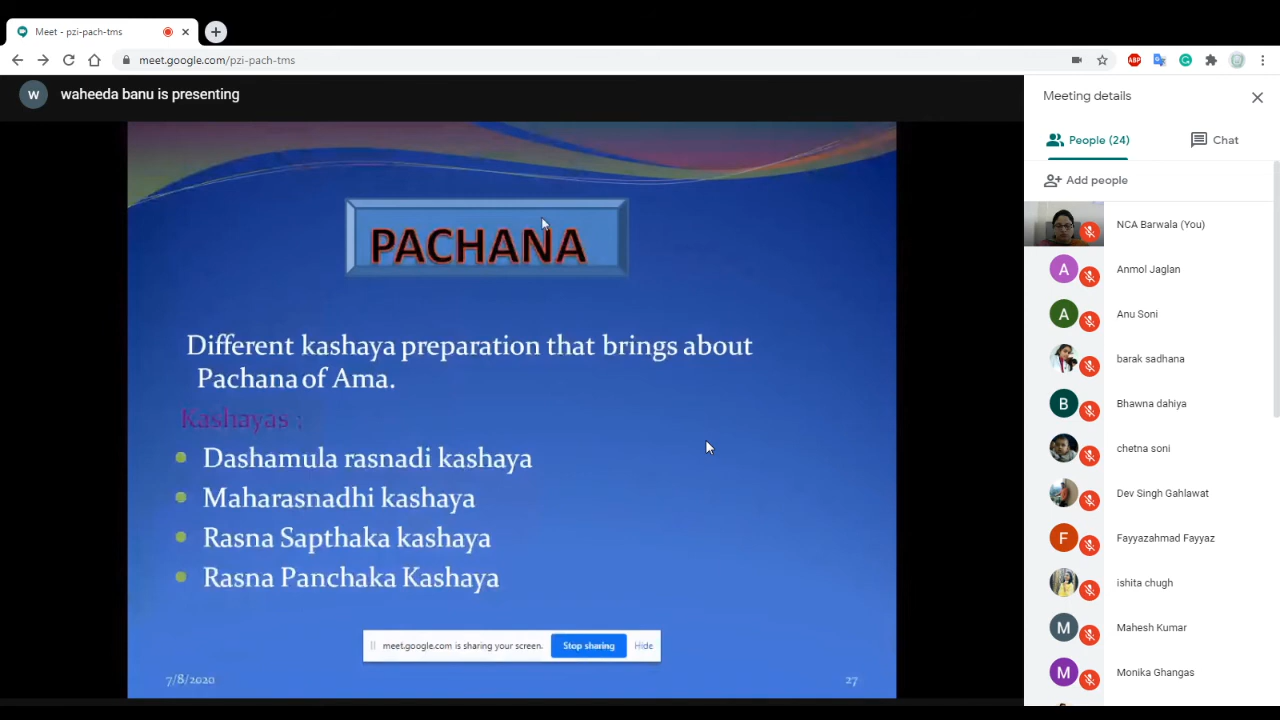 Meet - pzi-pach-tms
meet.google.com/pzi-pach-tms
ABP
W
waheeda banu is presenting
Meeting details
People (24)
Chat
Add people
PACHANA
Different kashaya preparation that brings about
Pachana of Ama.
Kashayas :
Dashamula rasnadi kashaya
Maharasnadhi kashaya
Rasna Sapthaka kashaya
Rasna Panchaka Kashaya
meet.google.com is sharing your screen.
Stop sharing
Hide
7/8/2020
27
NCA Barwala (You)
A
Anmol Jaglan
A
Anu Soni
barak sadhana
B
Bhawna dahiya
chetna soni
Dev Singh Gahlawat
F
Fayyazahmad Fayyaz
ishita chugh
M
Mahesh Kumar
M
Monika Ghangas